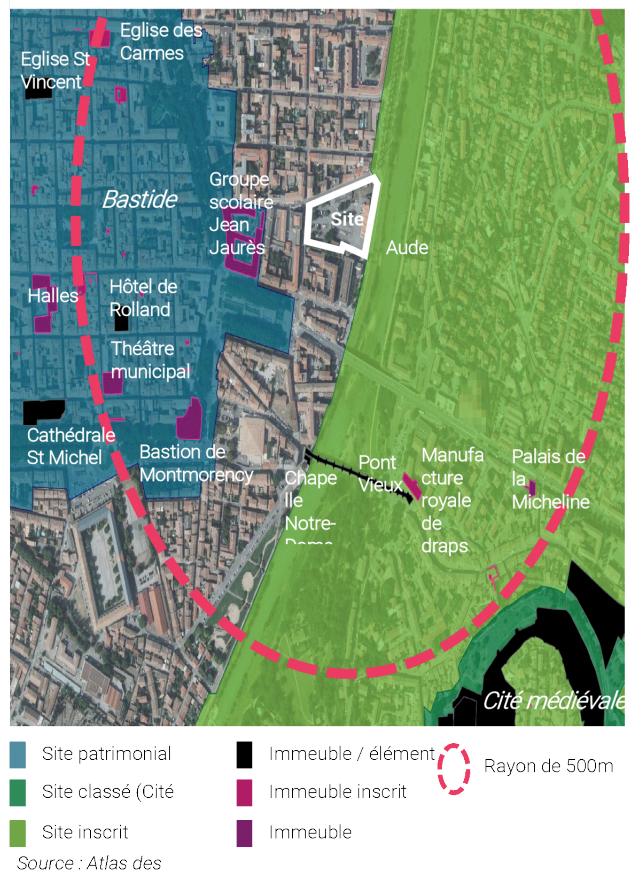 Eglise des
Carmes
Eglise St
Vincent
Bastide
Groupe
scolaire
Jean
Jaurès
Site
Aude
Halles
Hôtel de
Rolland
Théâtre
municipal
Cathédrale
St Michel
Bastion de
Montmorency
Chape
lle
Notre-
Dame
Pont
Vieux
Manufa
cture
royale
de
draps
Palais de
la
Micheline
Cité médiévale
Site patrimonial
Site classé (Cité
Site inscrit
Immeuble / élément
Immeuble inscrit
Immeuble
Rayon de 500m
Source : Atlas des